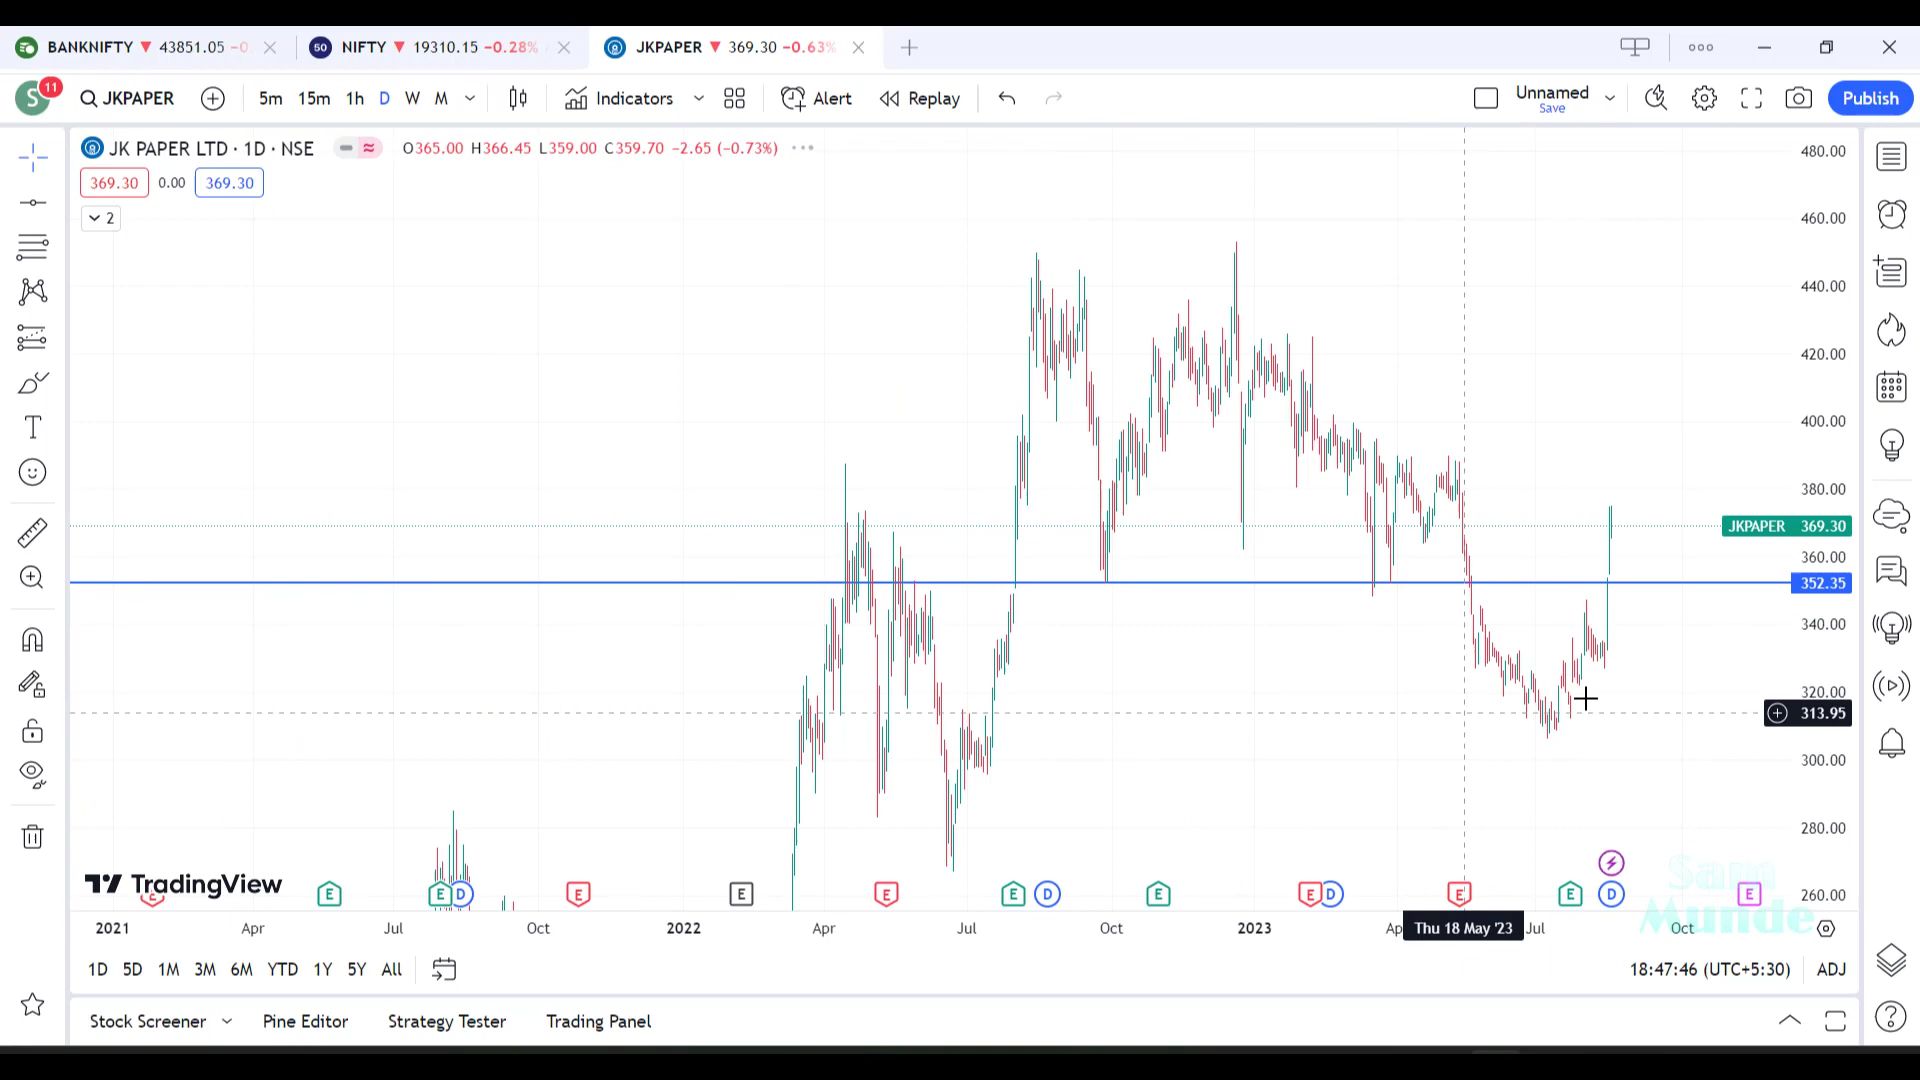 BANKNIFTY 43851.05 −0
50 NIFTY 19310.15 −0.28%
JKPAPER 369.30 −0.63%
S 11 JKPAPER 5m 15m 1h D W M Indicators Alert Replay Unnamed Save Publish
JK PAPER LTD · 1D · NSE O365.00 H366.45 L359.00 C359.70 −2.65 (−0.73%)
369.30 0.00 369.30
2
480.00
460.00
440.00
420.00
400.00
380.00
JKPAPER 369.30
360.00
352.35
340.00
320.00
313.95
300.00
280.00
260.00
TradingView
Sam
Munde
E E E D E E E E D E E D E E D E
2021 Apr Jul Oct 2022 Apr Jul Oct 2023 Ap Thu 18 May '23 Jul Oct
1D 5D 1M 3M 6M YTD 1Y 5Y All 18:47:46 (UTC+5:30) ADJ
Stock Screener Pine Editor Strategy Tester Trading Panel